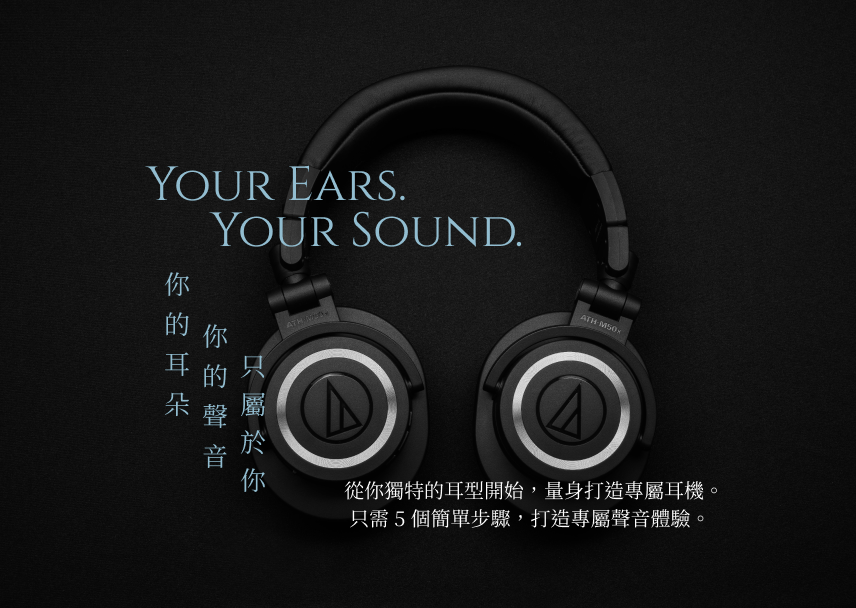 YOUR EARS.
YOUR SOUND.
你的耳朵
你的聲音
只屬於你
ATH-M50x
ATH-M50x
從你獨特的耳型開始，量身打造專屬耳機。
只需 5 個簡單步驟，打造專屬聲音體驗。